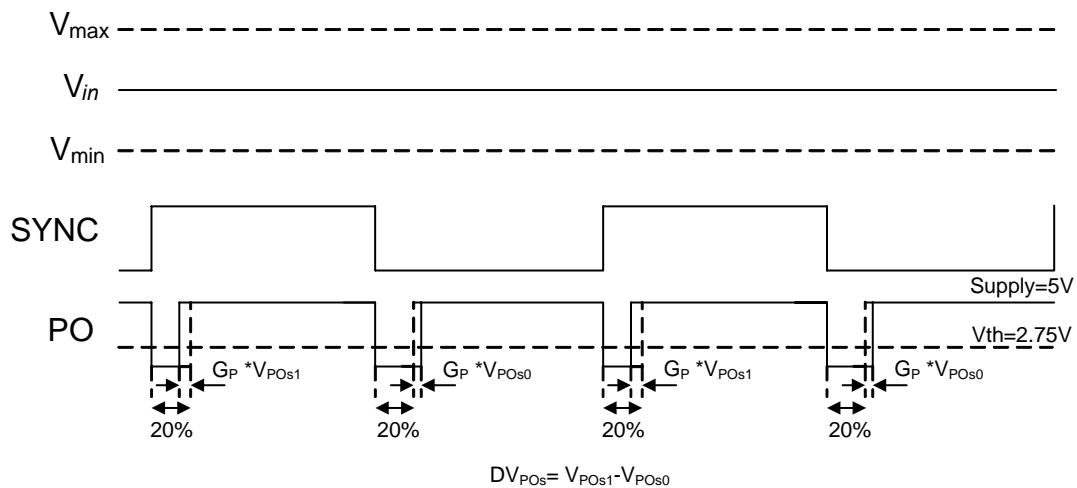 Vmax
Vin
Vmin
SYNC
Supply=5V
PO
Vth=2.75V
GP *VPOs1
GP *VPOs0
GP *VPOs1
GP *VPOs0
20%
20%
20%
20%
DVPOs= VPOs1-VPOs0